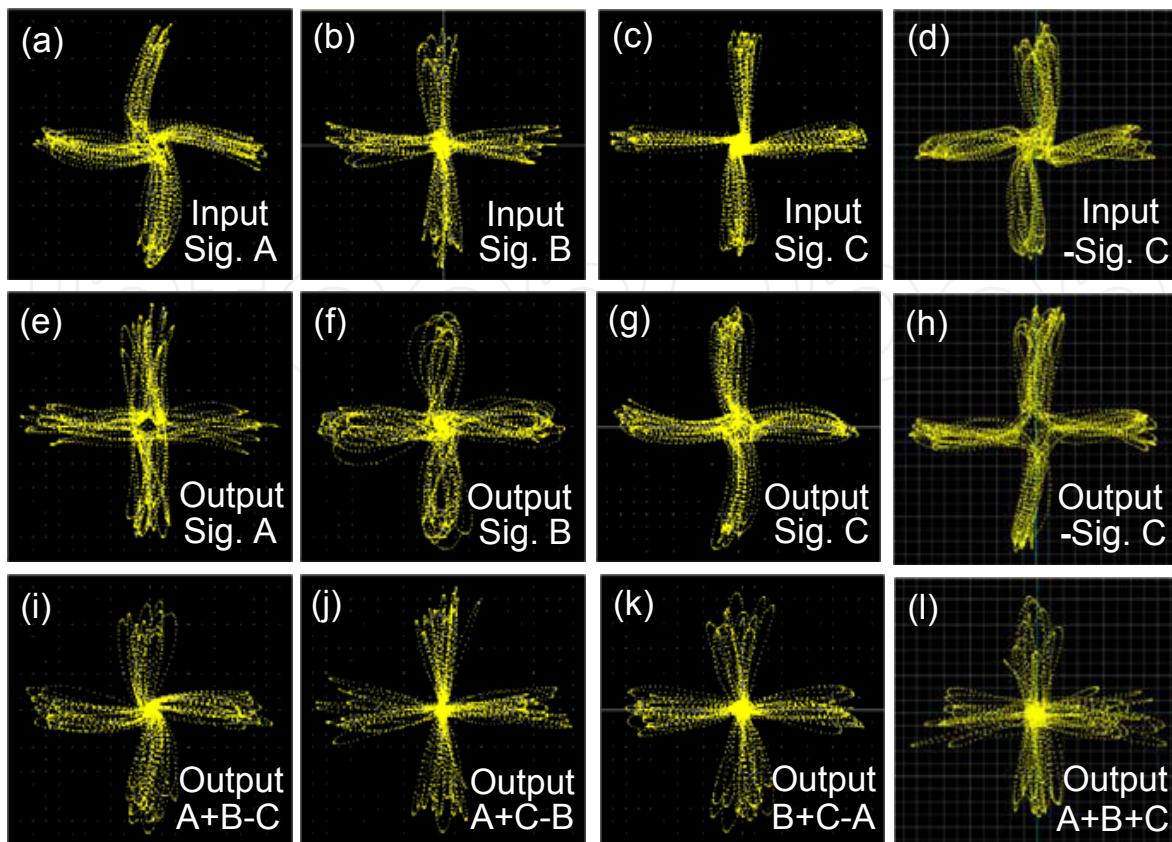 (a)
Input
Sig. A
(b)
Input
Sig. B
(c)
Input
Sig. C
(d)
Input
-Sig. C
(e)
Output
Sig. A
(f)
Output
Sig. B
(g)
Output
Sig. C
(h)
Output
-Sig. C
(i)
Output
A+B-C
(j)
Output
A+C-B
(k)
Output
B+C-A
(l)
Output
A+B+C